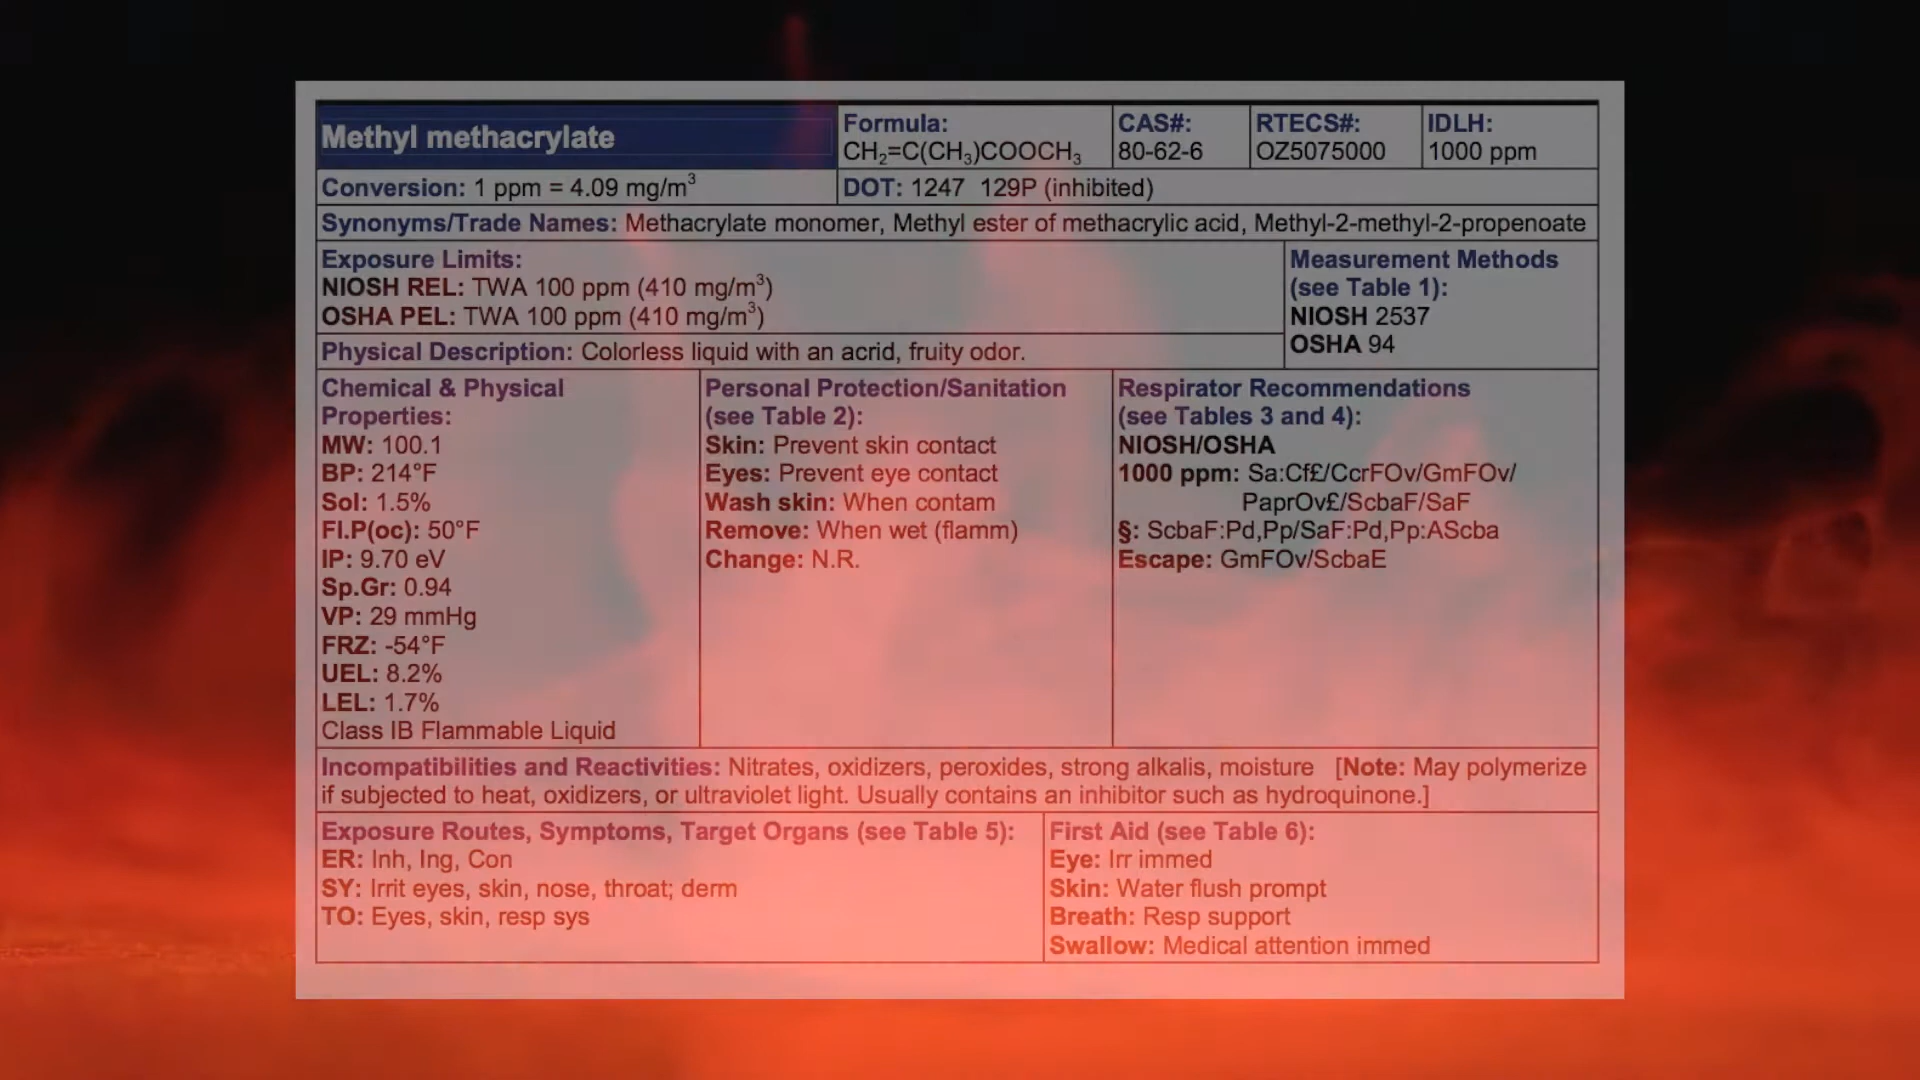 Methyl methacrylate
Formula:
CH₂=C(CH₃)COOCH₃
CAS#:
80-62-6
RTECS#:
OZ5075000
IDLH:
1000 ppm
Conversion: 1 ppm = 4.09 mg/m³
DOT: 1247 129P (inhibited)
Synonyms/Trade Names: Methacrylate monomer, Methyl ester of methacrylic acid, Methyl-2-methyl-2-propenoate
Exposure Limits:
NIOSH REL: TWA 100 ppm (410 mg/m³)
OSHA PEL: TWA 100 ppm (410 mg/m³)
Measurement Methods
(see Table 1):
NIOSH 2537
OSHA 94
Physical Description: Colorless liquid with an acrid, fruity odor.
Chemical & Physical
Properties:
MW: 100.1
BP: 214°F
Sol: 1.5%
Fl.P(oc): 50°F
IP: 9.70 eV
Sp.Gr: 0.94
VP: 29 mmHg
FRZ: -54°F
UEL: 8.2%
LEL: 1.7%
Class IB Flammable Liquid
Personal Protection/Sanitation
(see Table 2):
Skin: Prevent skin contact
Eyes: Prevent eye contact
Wash skin: When contam
Remove: When wet (flamm)
Change: N.R.
Respirator Recommendations
(see Tables 3 and 4):
NIOSH/OSHA
1000 ppm: Sa:Cf£/CcrFOv/GmFOv/
PaprOv£/ScbaF/SaF
§: ScbaF:Pd,Pp/SaF:Pd,Pp:AScba
Escape: GmFOv/ScbaE
Incompatibilities and Reactivities: Nitrates, oxidizers, peroxides, strong alkalis, moisture [Note: May polymerize
if subjected to heat, oxidizers, or ultraviolet light. Usually contains an inhibitor such as hydroquinone.]
Exposure Routes, Symptoms, Target Organs (see Table 5):
ER: Inh, Ing, Con
SY: Irrit eyes, skin, nose, throat; derm
TO: Eyes, skin, resp sys
First Aid (see Table 6):
Eye: Irr immed
Skin: Water flush prompt
Breath: Resp support
Swallow: Medical attention immed